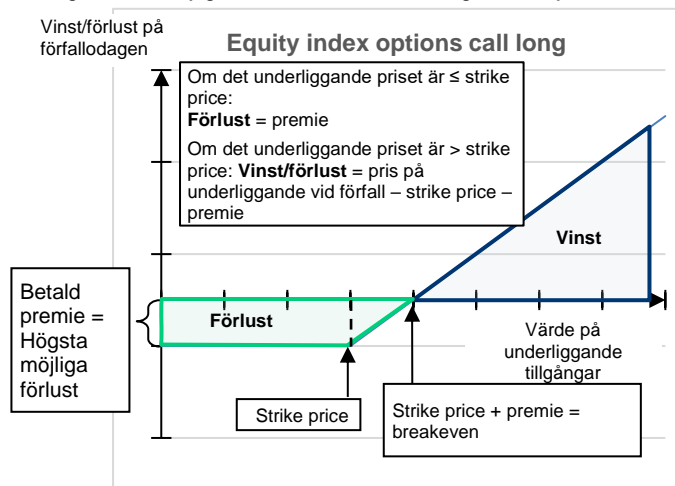 Vinst/förlust på
förfallodagen
Equity index options call long
Om det underliggande priset är ≤ strike
price:
Förlust = premie
Om det underliggande priset är > strike
price: Vinst/förlust = pris på
underliggande vid förfall – strike price –
premie
Vinst
Betald
premie =
Högsta
möjliga
förlust
Förlust
Värde på
underliggande
tillgångar
Strike price
Strike price + premie =
breakeven